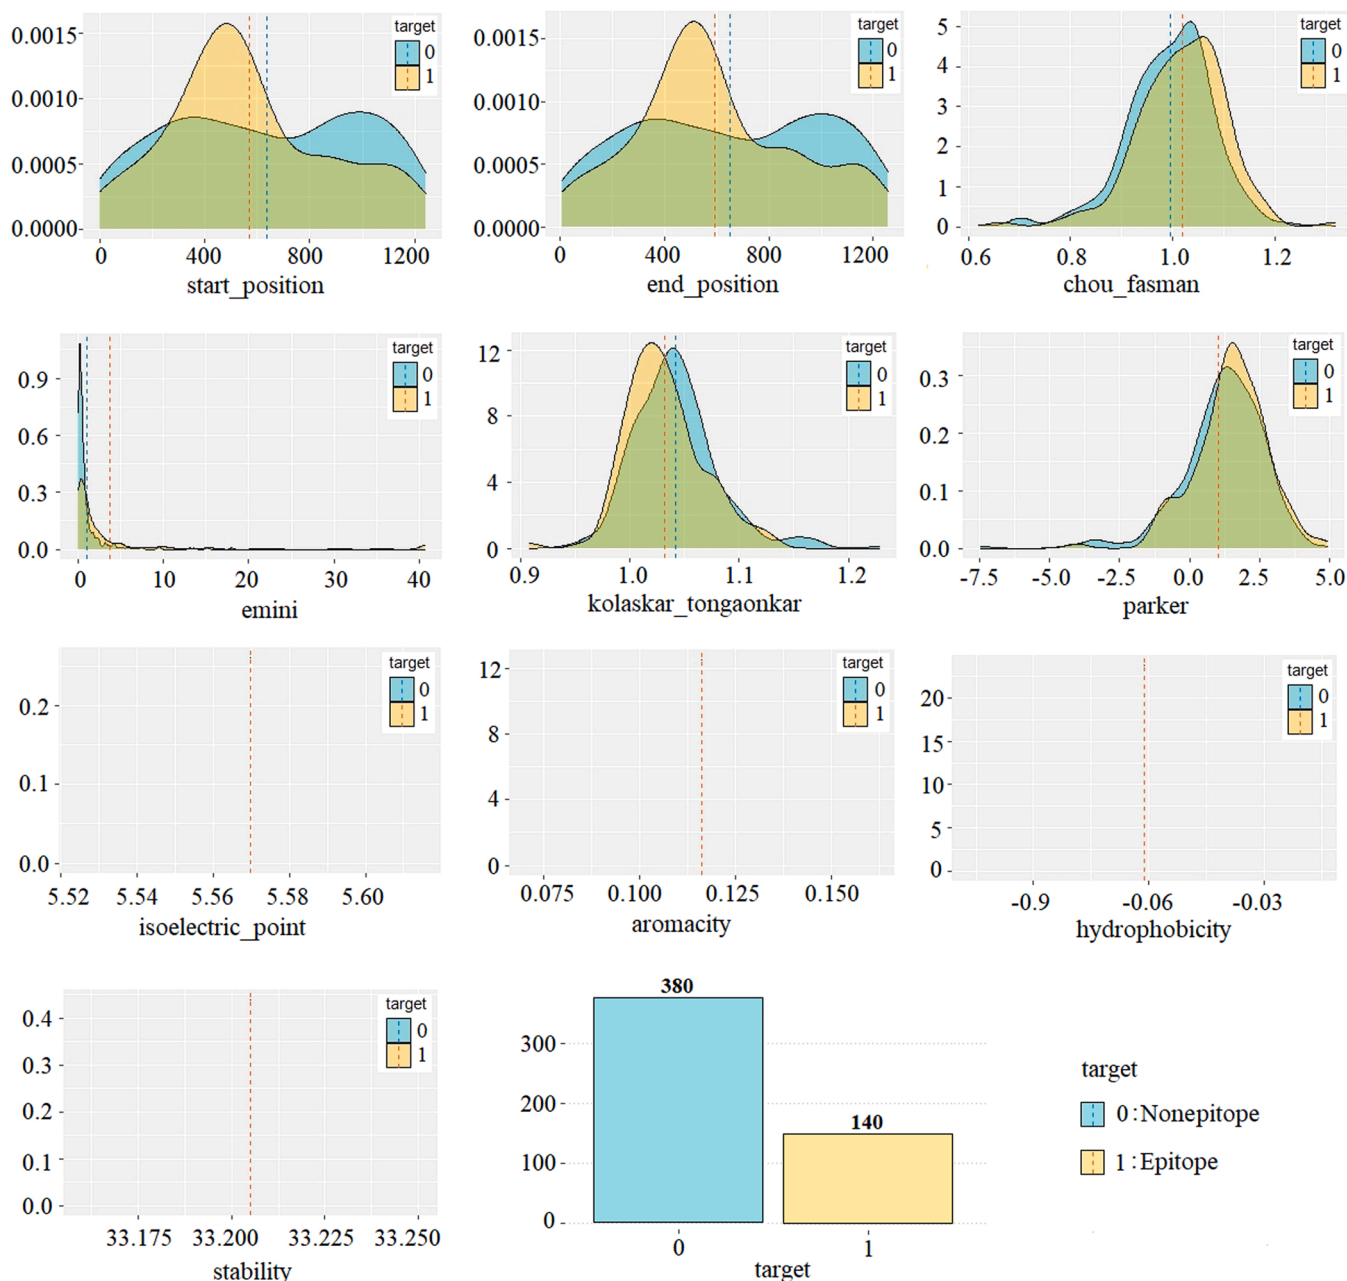 target
0
1
0.0015
0.0010
0.0005
0.0000
0 400 800 1200
start_position
target
0
1
0.0015
0.0010
0.0005
0.0000
0 400 800 1200
end_position
target
0
1
5
4
3
2
1
0
0.6 0.8 1.0 1.2
chou_fasman
target
0
1
0.9
0.6
0.3
0.0
0 10 20 30 40
emini
target
0
1
12
8
4
0
0.9 1.0 1.1 1.2
kolaskar_tongaonkar
target
0
1
0.3
0.2
0.1
0.0
-7.5 -5.0 -2.5 0.0 2.5 5.0
parker
target
0
1
0.2
0.1
0.0
5.52 5.54 5.56 5.58 5.60
isoelectric_point
target
0
1
12
8
4
0
0.075 0.100 0.125 0.150
aromacity
target
0
1
20
15
10
5
0
-0.9 -0.06 -0.03
hydrophobicity
target
0
1
0.4
0.3
0.2
0.1
0.0
33.175 33.200 33.225 33.250
stability
380
140
300
200
100
0
0 1
target
target
0:Nonepitope
1:Epitope